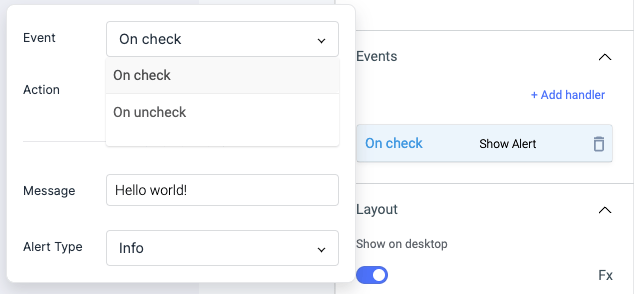 Event
On check
On check
On uncheck
Action
Message
Hello world!
Alert Type
Info
Events
+ Add handler
On check Show Alert
Layout
Show on desktop
Fx